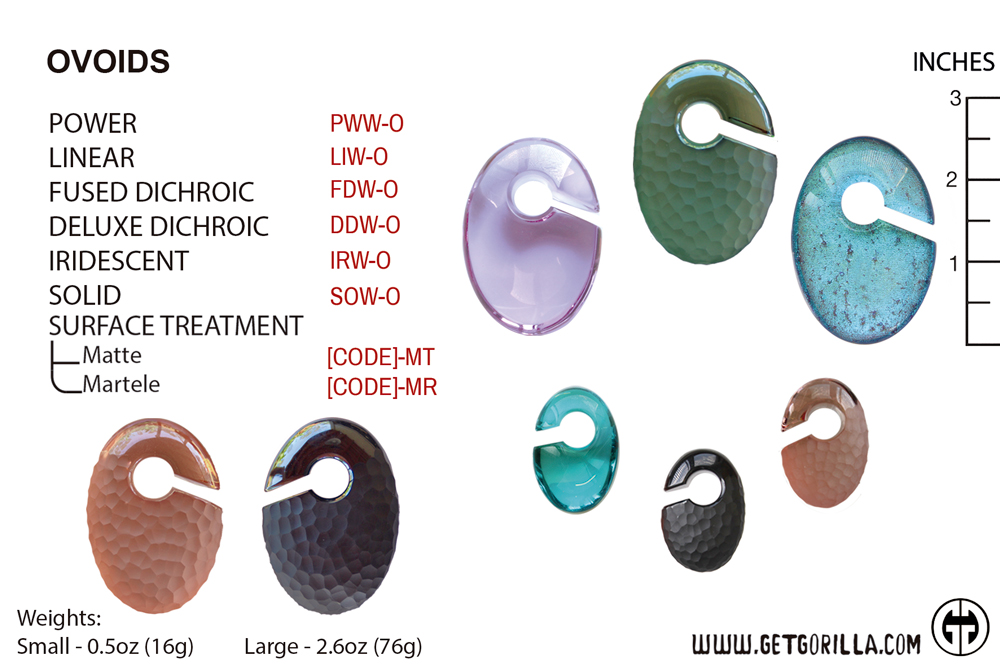 OVOIDS
INCHES
POWER PWW-O
LINEAR LIW-O
FUSED DICHROIC FDW-O
DELUXE DICHROIC DDW-O
IRIDESCENT IRW-O
SOLID SOW-O
SURFACE TREATMENT
Matte [CODE]-MT
Martele [CODE]-MR
3
2
1
Weights:
Small - 0.5oz (16g) Large - 2.6oz (76g)
WWW.GETGORILLA.COM